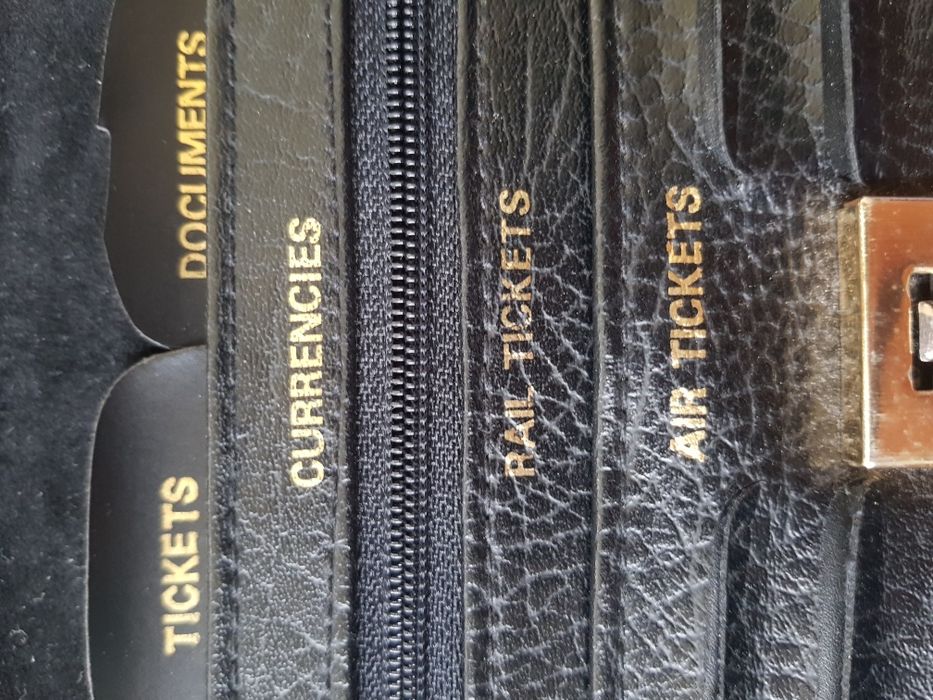 TICKETS
DOCUMENTS
CURRENCIES
RAIL TICKETS
AIR TICKETS